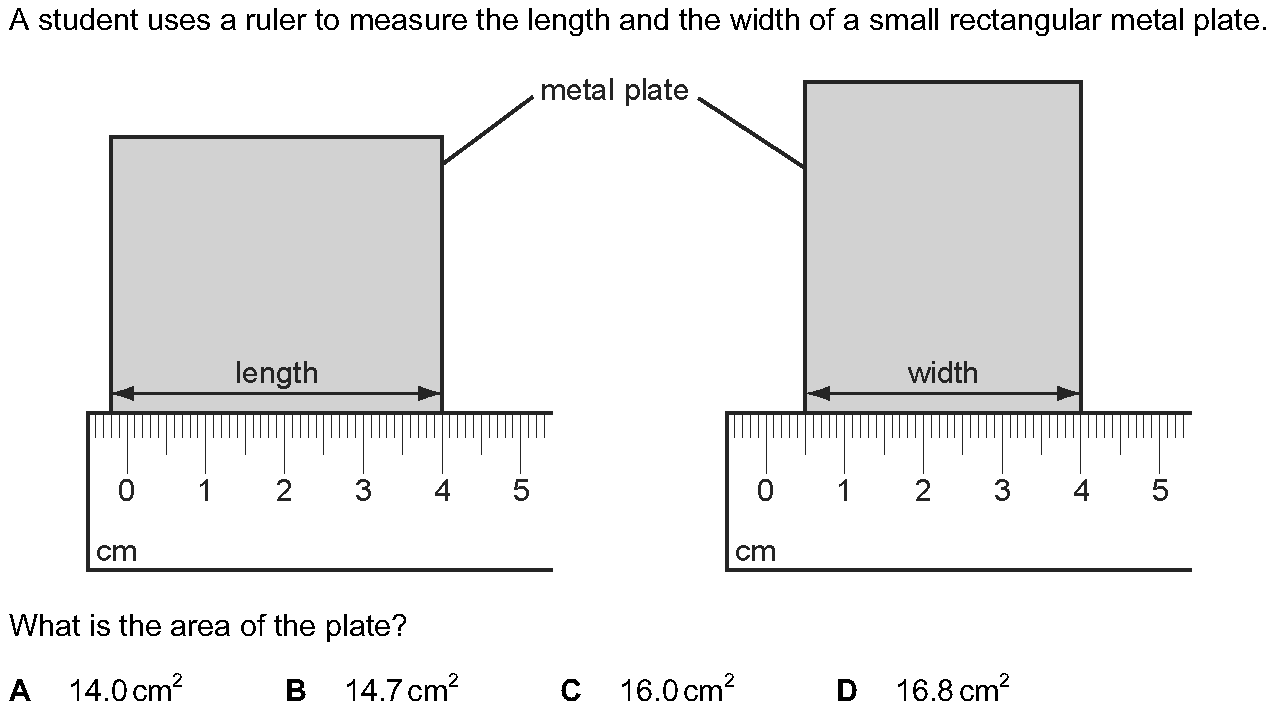 A student uses a ruler to measure the length and the width of a small rectangular metal plate.
metal plate
length
width
0 1 2 3 4 5
cm
0 1 2 3 4 5
cm
What is the area of the plate?
A 14.0 cm² B 14.7 cm² C 16.0 cm² D 16.8 cm²